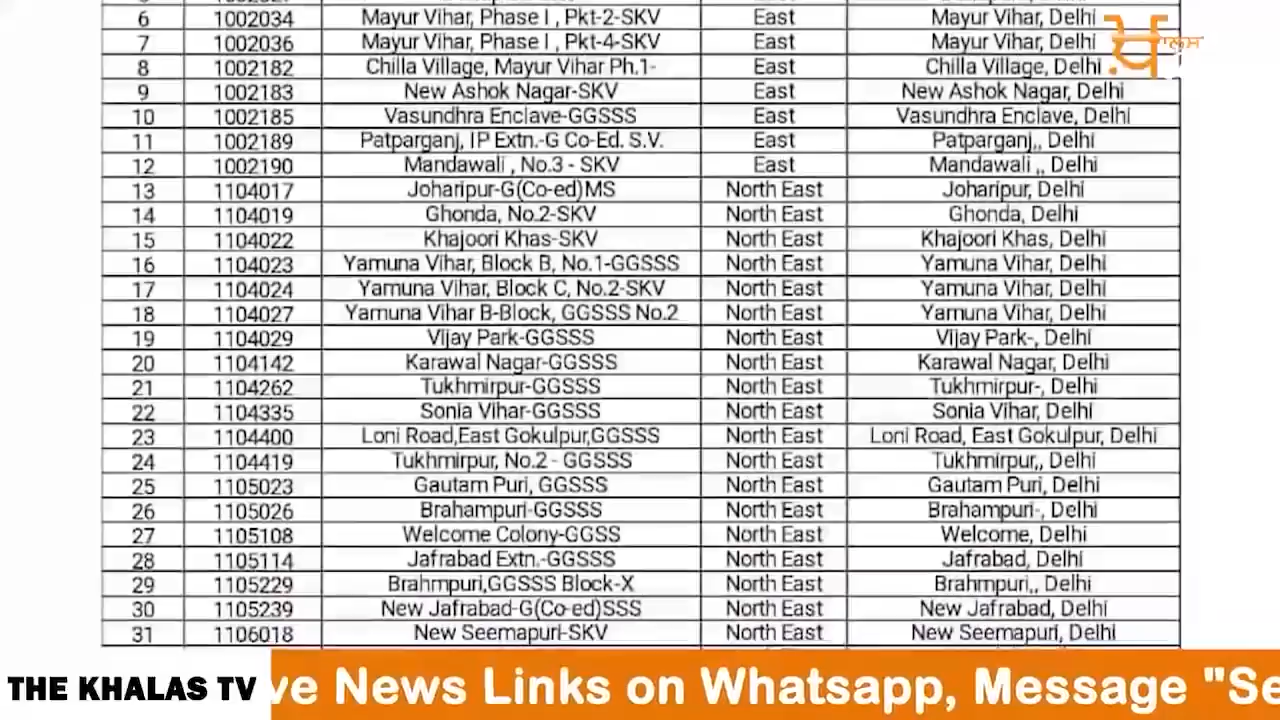 6 1002034 Mayur Vihar, Phase I , Pkt-2-SKV East Mayur Vihar, Delhi
7 1002036 Mayur Vihar, Phase I , Pkt-4-SKV East Mayur Vihar, Delhi
8 1002182 Chilla Village, Mayur Vihar Ph.1- East Chilla Village, Delhi
9 1002183 New Ashok Nagar-SKV East New Ashok Nagar, Delhi
10 1002185 Vasundhra Enclave-GGSSS East Vasundhra Enclave, Delhi
11 1002189 Patparganj, IP Extn.-G Co-Ed. S.V. East Patparganj,, Delhi
12 1002190 Mandawali , No.3 - SKV East Mandawali ,, Delhi
13 1104017 Joharipur-G(Co-ed)MS North East Joharipur, Delhi
14 1104019 Ghonda, No.2-SKV North East Ghonda, Delhi
15 1104022 Khajoori Khas-SKV North East Khajoori Khas, Delhi
16 1104023 Yamuna Vihar, Block B, No.1-GGSSS North East Yamuna Vihar, Delhi
17 1104024 Yamuna Vihar, Block C, No.2-SKV North East Yamuna Vihar, Delhi
18 1104027 Yamuna Vihar B-Block, GGSSS No.2 North East Yamuna Vihar, Delhi
19 1104029 Vijay Park-GGSSS North East Vijay Park-, Delhi
20 1104142 Karawal Nagar-GGSSS North East Karawal Nagar, Delhi
21 1104262 Tukhmirpur-GGSSS North East Tukhmirpur-, Delhi
22 1104335 Sonia Vihar-GGSSS North East Sonia Vihar, Delhi
23 1104400 Loni Road,East Gokulpur,GGSSS North East Loni Road, East Gokulpur, Delhi
24 1104419 Tukhmirpur, No.2 - GGSSS North East Tukhmirpur,, Delhi
25 1105023 Gautam Puri, GGSSS North East Gautam Puri, Delhi
26 1105026 Brahampuri-GGSSS North East Brahampuri-, Delhi
27 1105108 Welcome Colony-GGSS North East Welcome, Delhi
28 1105114 Jafrabad Extn.-GGSSS North East Jafrabad, Delhi
29 1105229 Brahmpuri,GGSSS Block-X North East Brahmpuri,, Delhi
30 1105239 New Jafrabad-G(Co-ed)SSS North East New Jafrabad, Delhi
31 1106018 New Seemapuri-SKV North East New Seemapuri, Delhi
THE KHALAS TV ve News Links on Whatsapp, Message "Se